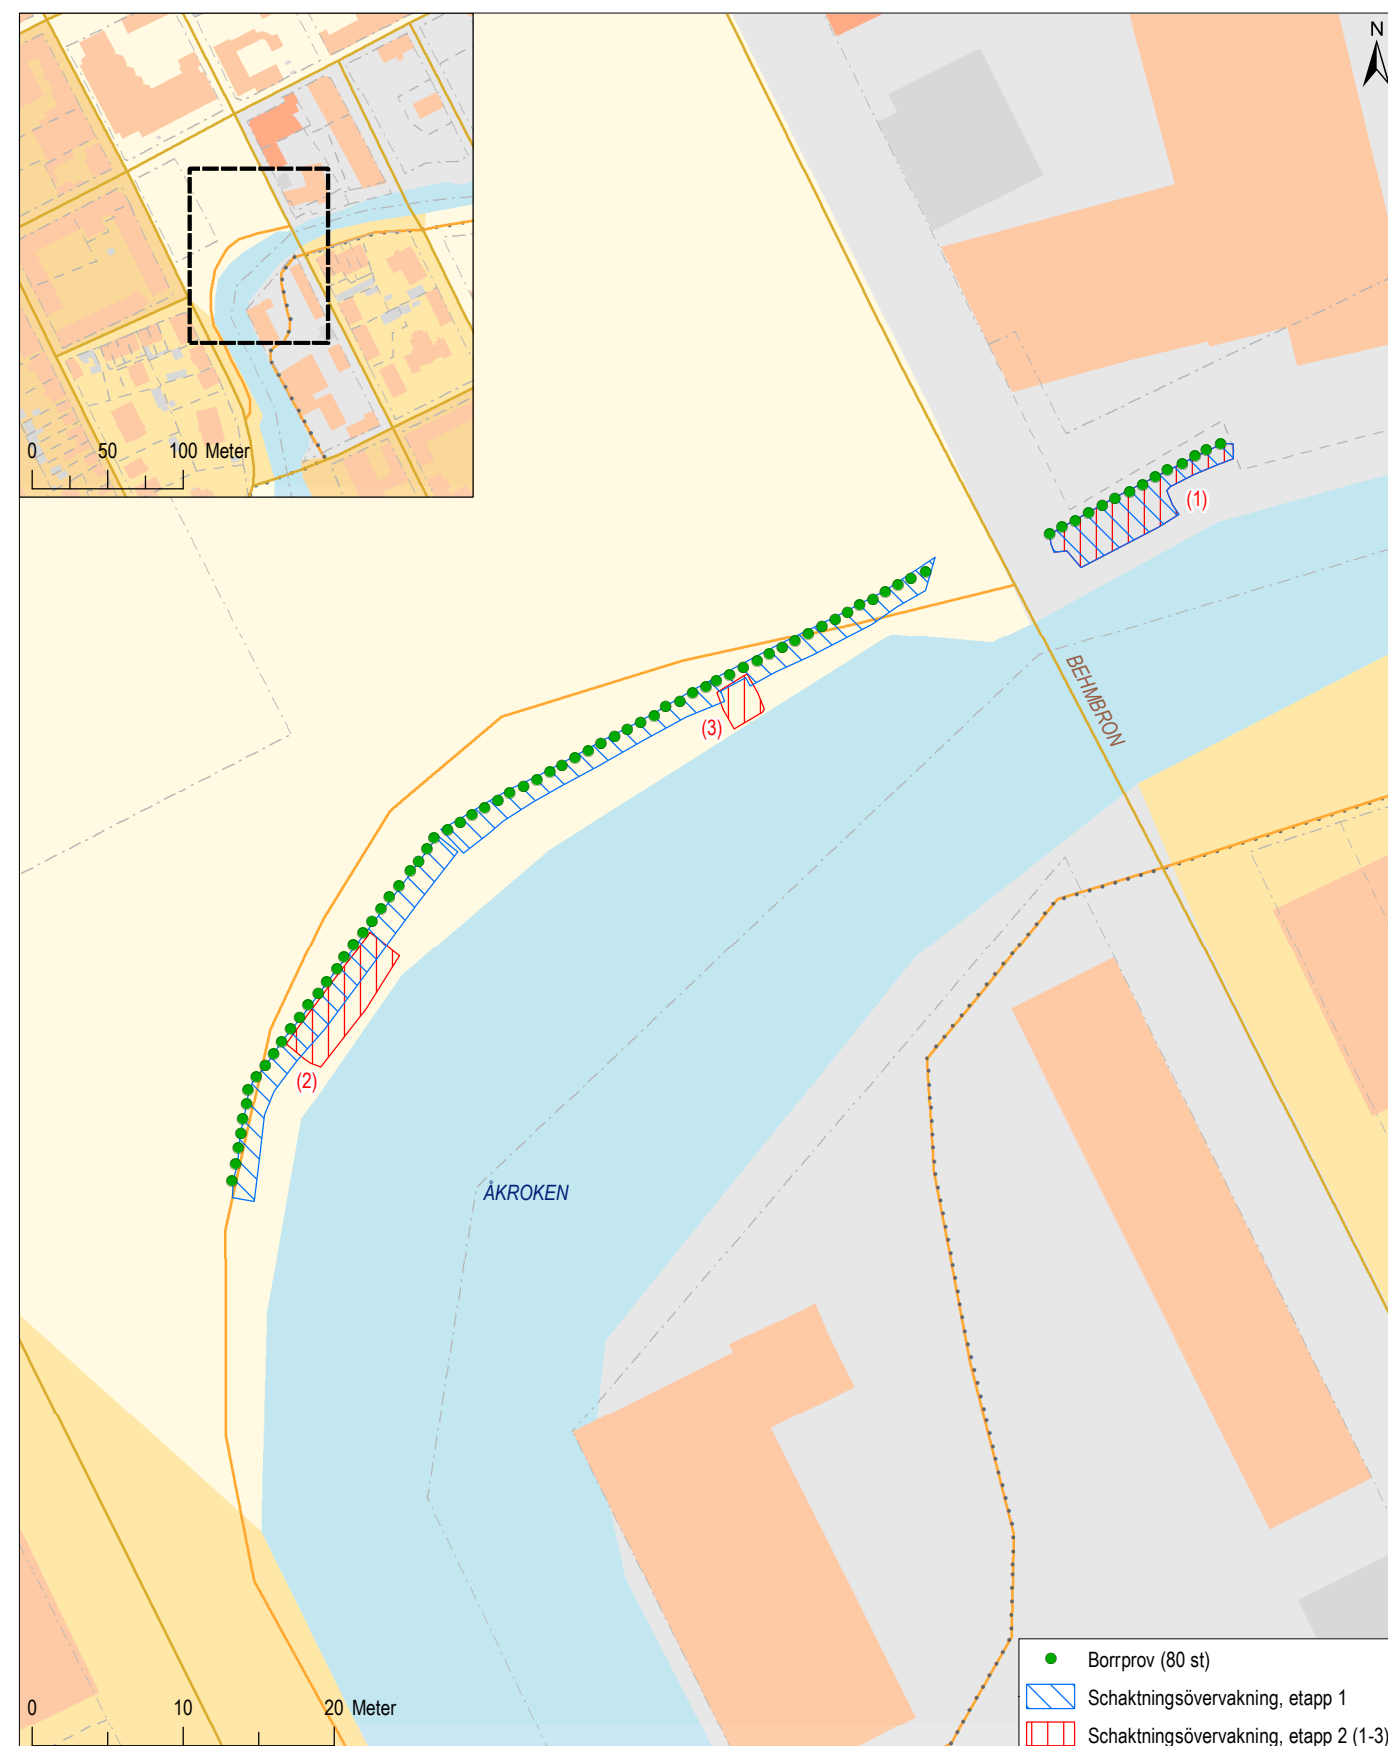 N
0 50 100 Meter
(1)
BEHMBRON
(3)
(2)
ÅKROKEN
0 10 20 Meter
Borrprov (80 st)
Schaktningsövervakning, etapp 1
Schaktningsövervakning, etapp 2 (1-3)